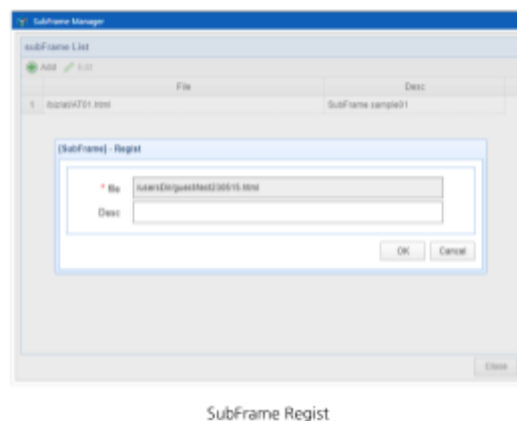 SubFrame Manager
subFrame List
Add Edit
File Desc
1 SubFrame sample01
[SubFrame] - Regist
* file
Desc
OK Cancel
Close
SubFrame Regist